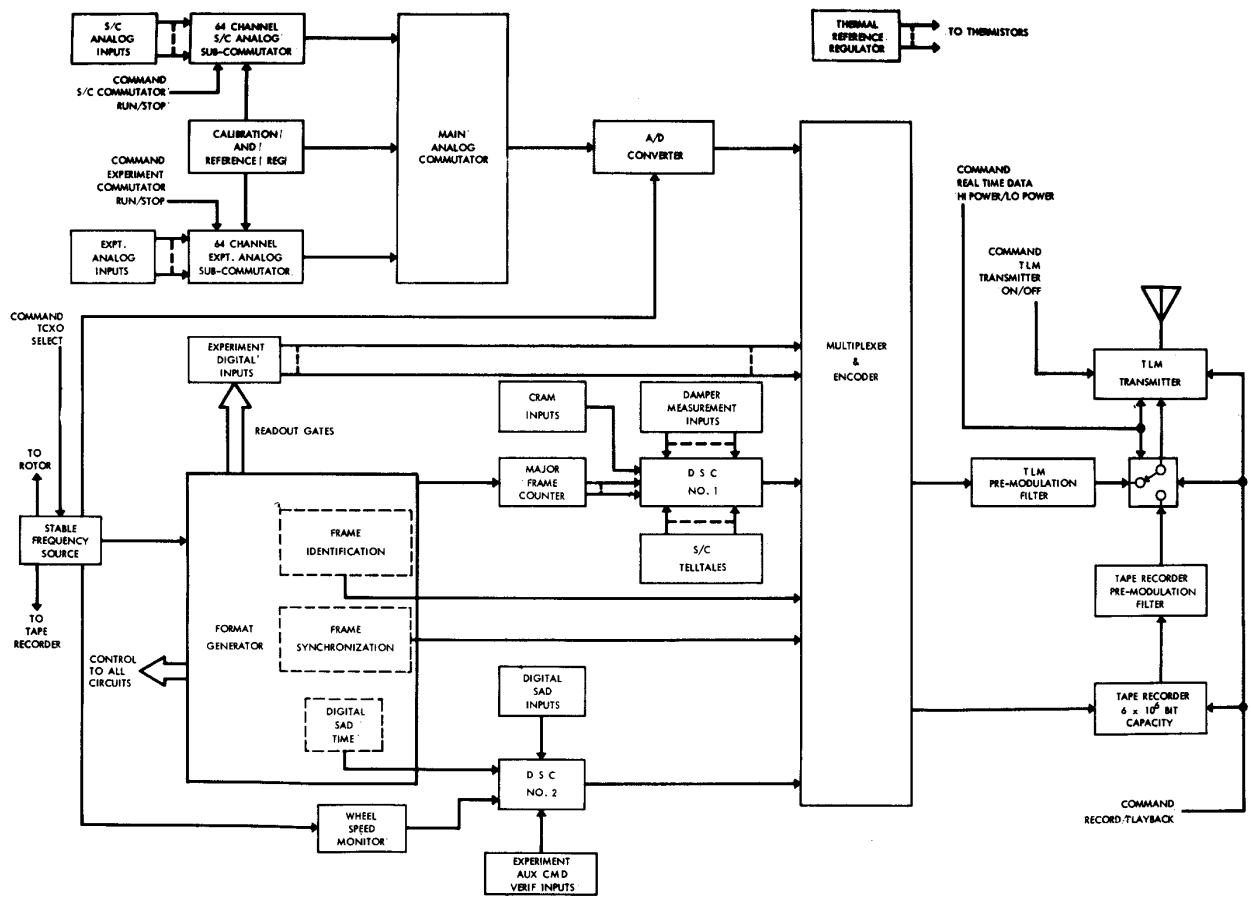 S/C
ANALOG
INPUTS
64 CHANNEL
S/C ANALOG
SUB-COMMUTATOR
COMMAND
S/C COMMUTATOR
RUN/STOP
CALIBRATION
AND
REFERENCE REG
COMMAND
EXPERIMENT
COMMUTATOR
RUN/STOP
EXPT.
ANALOG
INPUTS
64 CHANNEL
EXPT. ANALOG
SUB-COMMUTATOR
MAIN
ANALOG
COMMUTATOR
A/D
CONVERTER
THERMAL
REFERENCE
REGULATOR
TO THERMISTORS
COMMAND
REAL TIME DATA
HI POWER/LO POWER
COMMAND
TLM
TRANSMITTER
ON/OFF
COMMAND
TCXO
SELECT
EXPERIMENT
DIGITAL
INPUTS
READOUT GATES
CRAM
INPUTS
DAMPER
MEASUREMENT
INPUTS
MULTIPLEXER
&
ENCODER
TLM
TRANSMITTER
TO
ROTOR
MAJOR
FRAME
COUNTER
DSC
NO. 1
TLM
PRE-MODULATION
FILTER
STABLE
FREQUENCY
SOURCE
FRAME
IDENTIFICATION
S/C
TELLTALES
TAPE RECORDER
PRE-MODULATION
FILTER
TO
TAPE
RECORDER
FORMAT
GENERATOR
FRAME
SYNCHRONIZATION
CONTROL
TO ALL
CIRCUITS
DIGITAL
SAD
INPUTS
DIGITAL
SAD
TIME
TAPE RECORDER
6 x 10⁶ BIT
CAPACITY
DSC
NO. 2
WHEEL
SPEED
MONITOR
EXPERIMENT
AUX CMD
VERIF INPUTS
COMMAND
RECORD/TLAYBACK